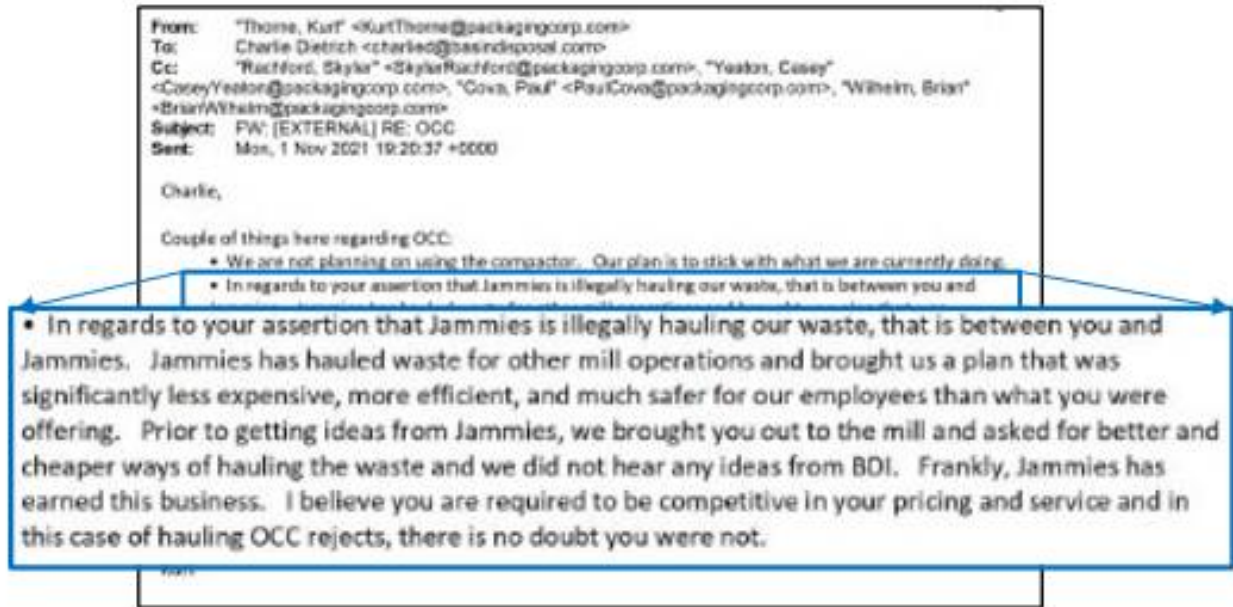 From: "Thorne, Kurt" <KurtThorne@packagingcorp.com>
To: Charlie Dietrich <charlied@basindisposal.com>
Cc: "Rachford, Skyler" <SkylerRachford@packagingcorp.com>, "Yeaton, Casey"
<CaseyYeaton@packagingcorp.com>, "Cova, Paul" <PaulCova@packagingcorp.com>, "Wilhelm, Brian"
<BrianWilhelm@packagingcorp.com>
Subject: FW: [EXTERNAL] RE: OCC
Sent: Mon, 1 Nov 2021 19:20:37 +0000
Charlie,
Couple of things here regarding OCC:
• We are not planning on using the compactor. Our plan is to stick with what we are currently doing.
• In regards to your assertion that Jammies is illegally hauling our waste, that is between you and
• In regards to your assertion that Jammies is illegally hauling our waste, that is between you and
Jammies. Jammies has hauled waste for other mill operations and brought us a plan that was
significantly less expensive, more efficient, and much safer for our employees than what you were
offering. Prior to getting ideas from Jammies, we brought you out to the mill and asked for better and
cheaper ways of hauling the waste and we did not hear any ideas from BDI. Frankly, Jammies has
earned this business. I believe you are required to be competitive in your pricing and service and in
this case of hauling OCC rejects, there is no doubt you were not.